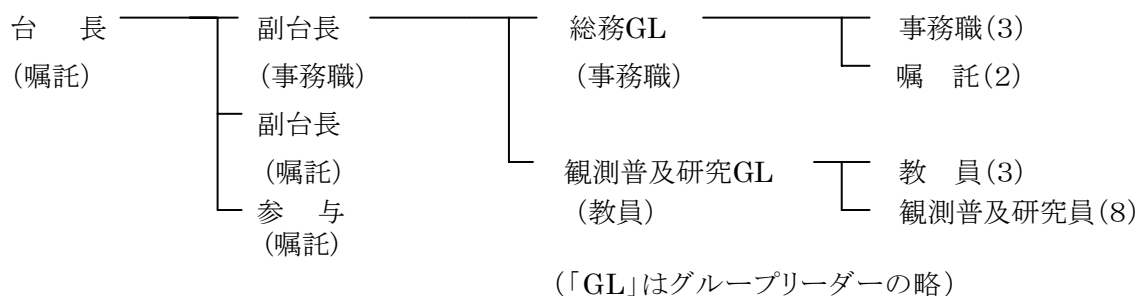 台　長 副台長 総務GL 事務職(3)
(嘱託) (事務職) (事務職) 嘱　託(2)
副台長
(嘱託) 観測普及研究GL 教　員(3)
参　与 (教員) 観測普及研究員(8)
(嘱託)
(「GL」はグループリーダーの略)